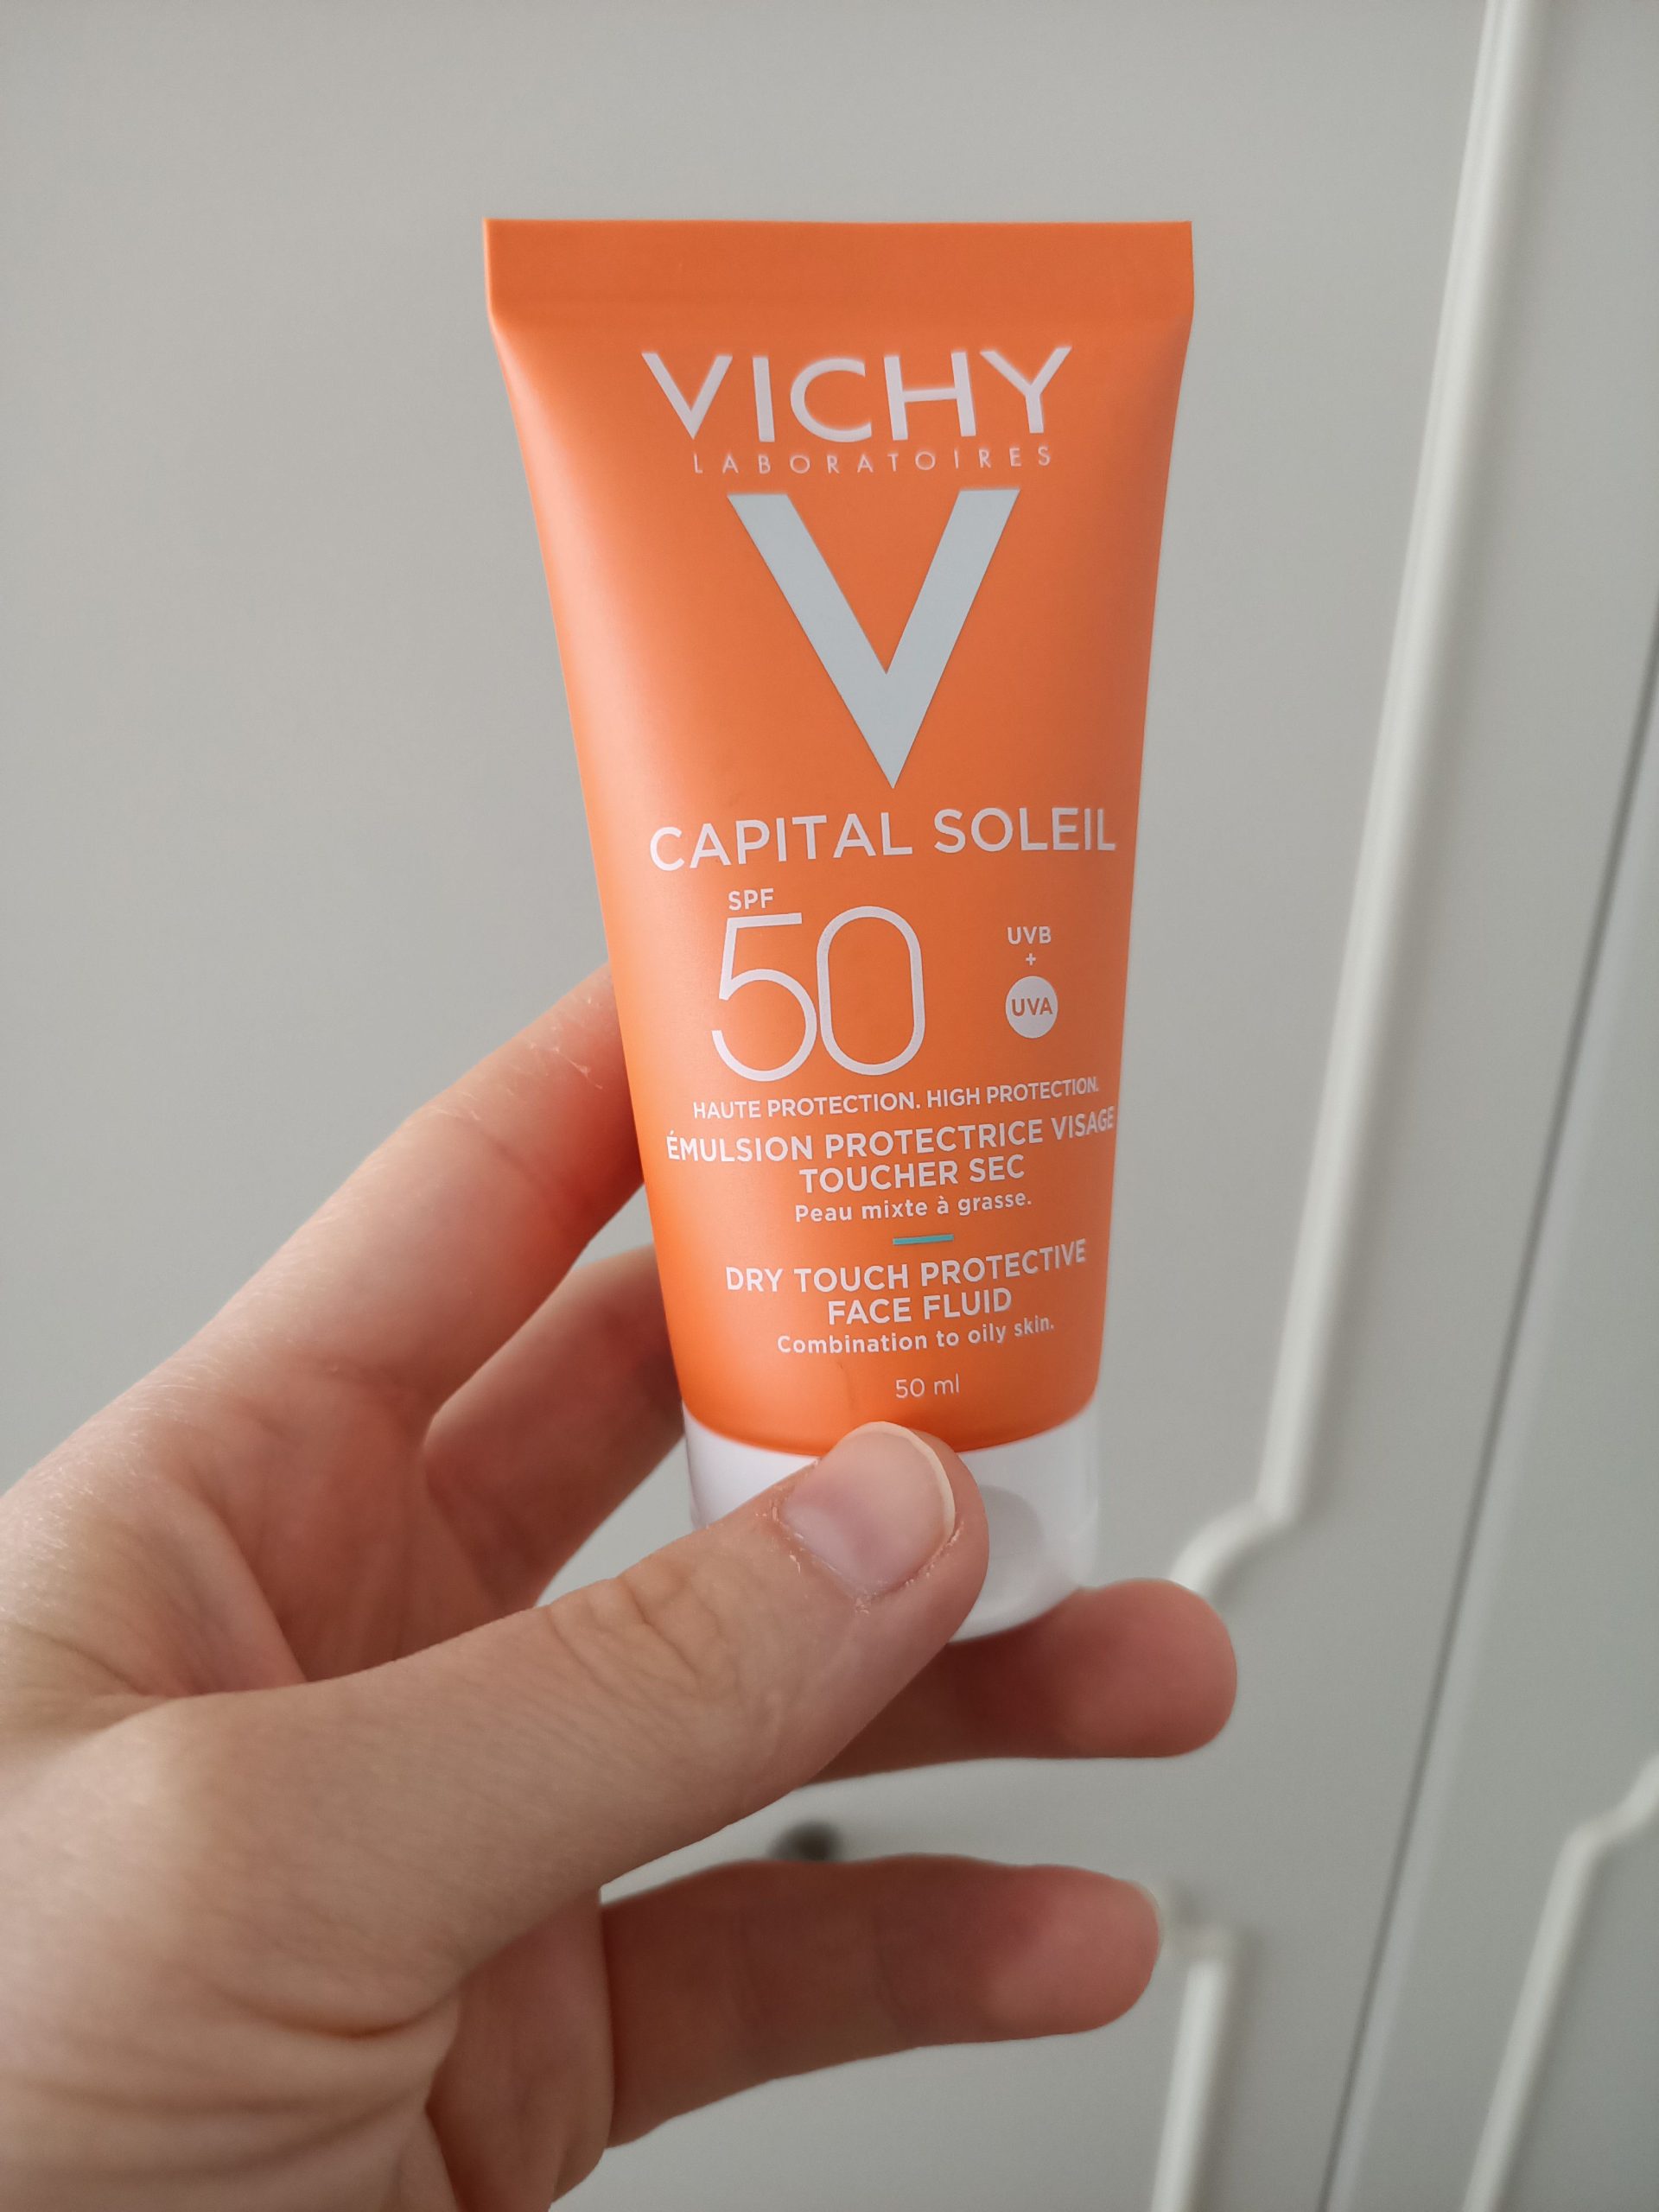 VICHY
LABORATOIRES
V
CAPITAL SOLEIL
SPF
50
UVB
+
UVA
HAUTE PROTECTION. HIGH PROTECTION.
ÉMULSION PROTECTRICE VISAGE
TOUCHER SEC
Peau mixte à grasse.
DRY TOUCH PROTECTIVE
FACE FLUID
Combination to oily skin.
50 ml